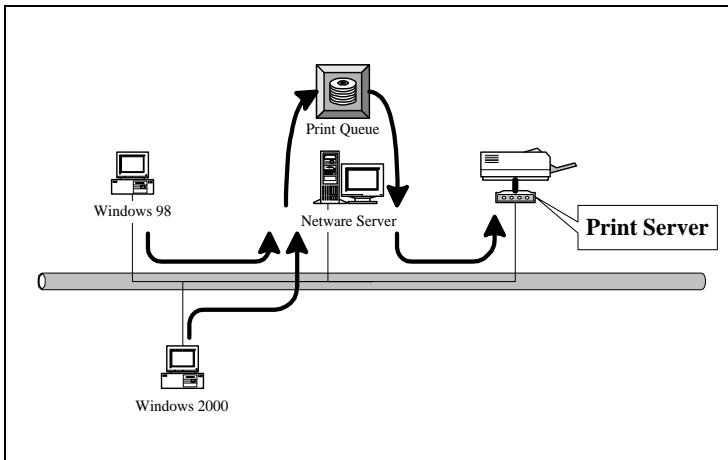 Print Queue
Windows 98
Netware Server
Print Server
Windows 2000